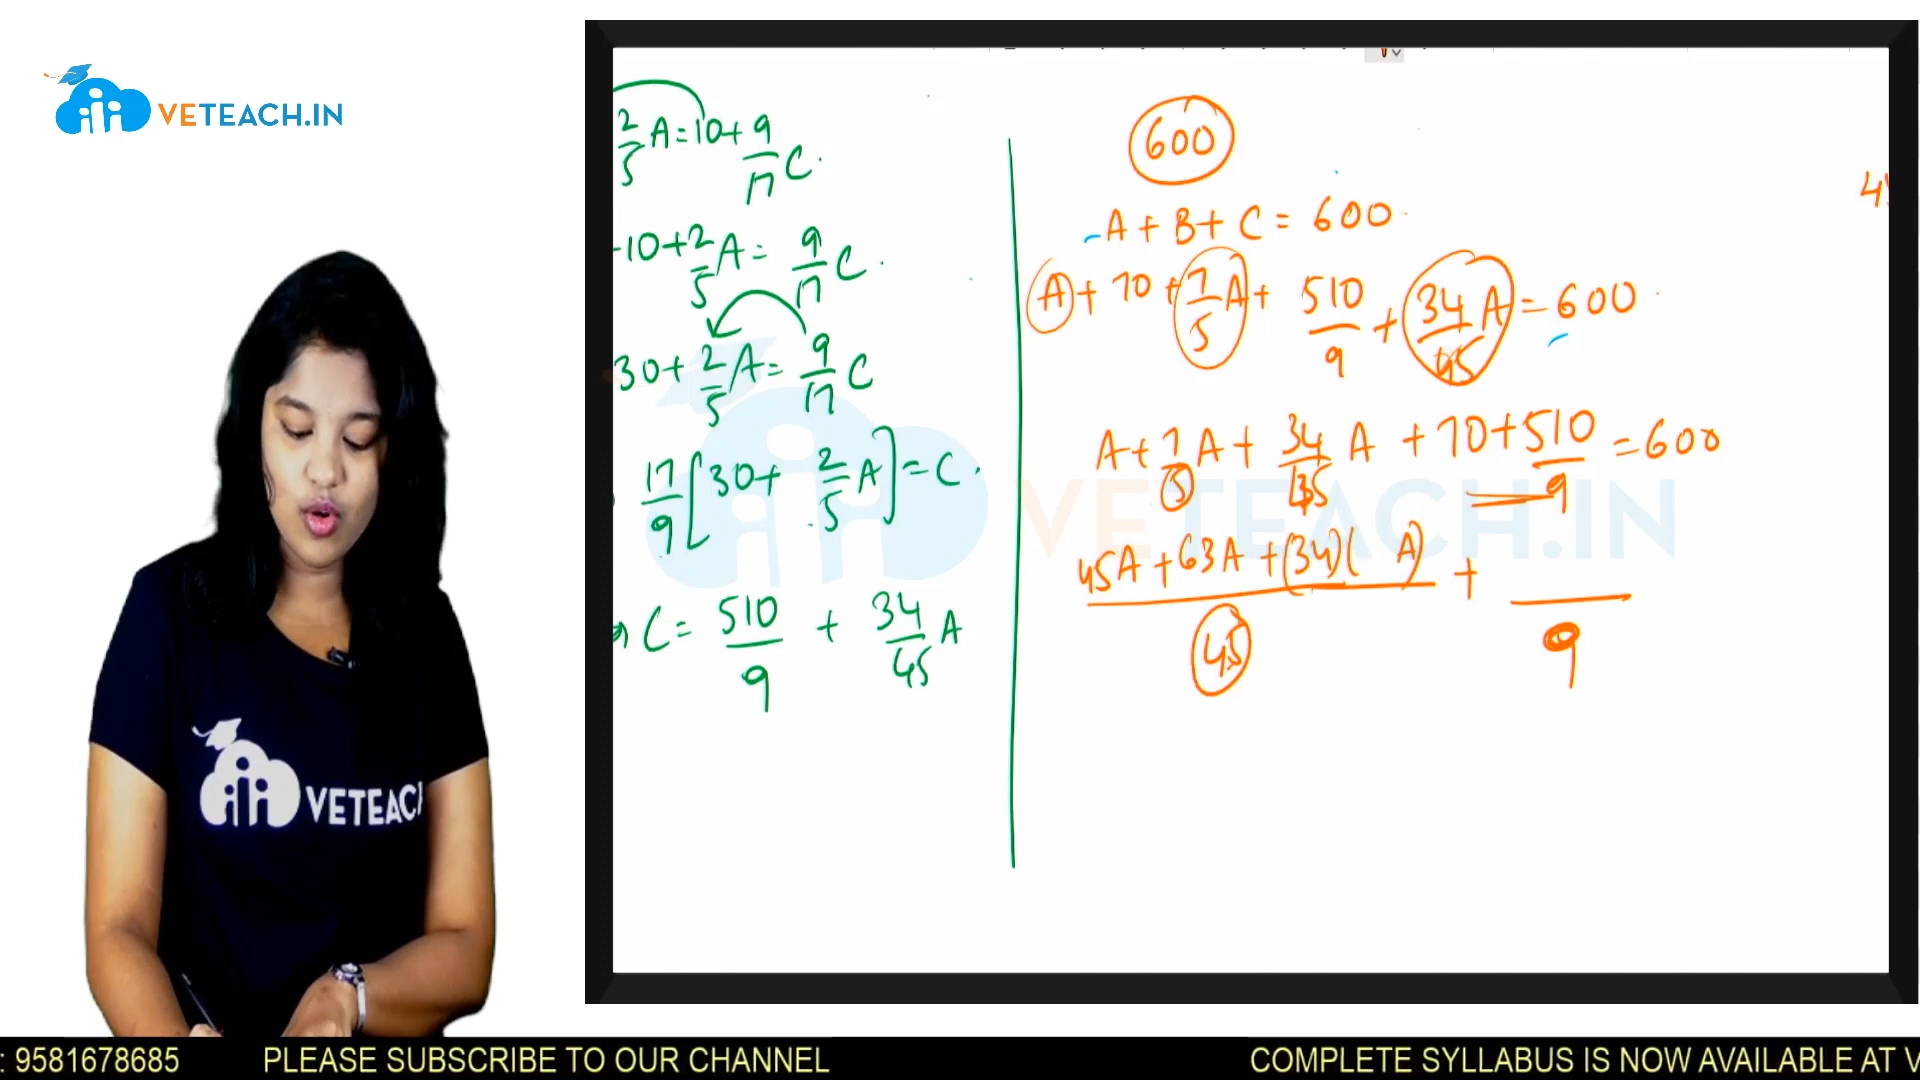 VETEACH.IN
2/5 A = 10 + 9/17 C
-10 + 2/5 A = 9/17 C
30 + 2/5 A = 9/17 C
17/9 [30 + 2/5 A] = C
C = 510/9 + 34/45 A
600
A + B + C = 600
A + 70 + 7/5 A + 510/9 + 34/45 A = 600
A + 7/5 A + 34/45 A + 70 + 510/9 = 600
45A + 63A + (34)( A) / 45 + /9
VETEACH.IN
VETEACH
: 9581678685 PLEASE SUBSCRIBE TO OUR CHANNEL COMPLETE SYLLABUS IS NOW AVAILABLE AT V